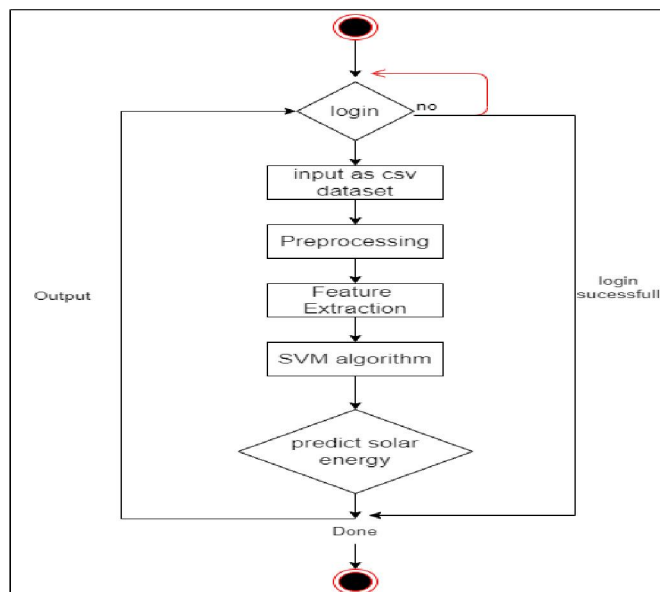 login
no
input as csv
dataset
Preprocessing
Feature
Extraction
SVM algorithm
predict solar
energy
Output
login
sucessfull
Done